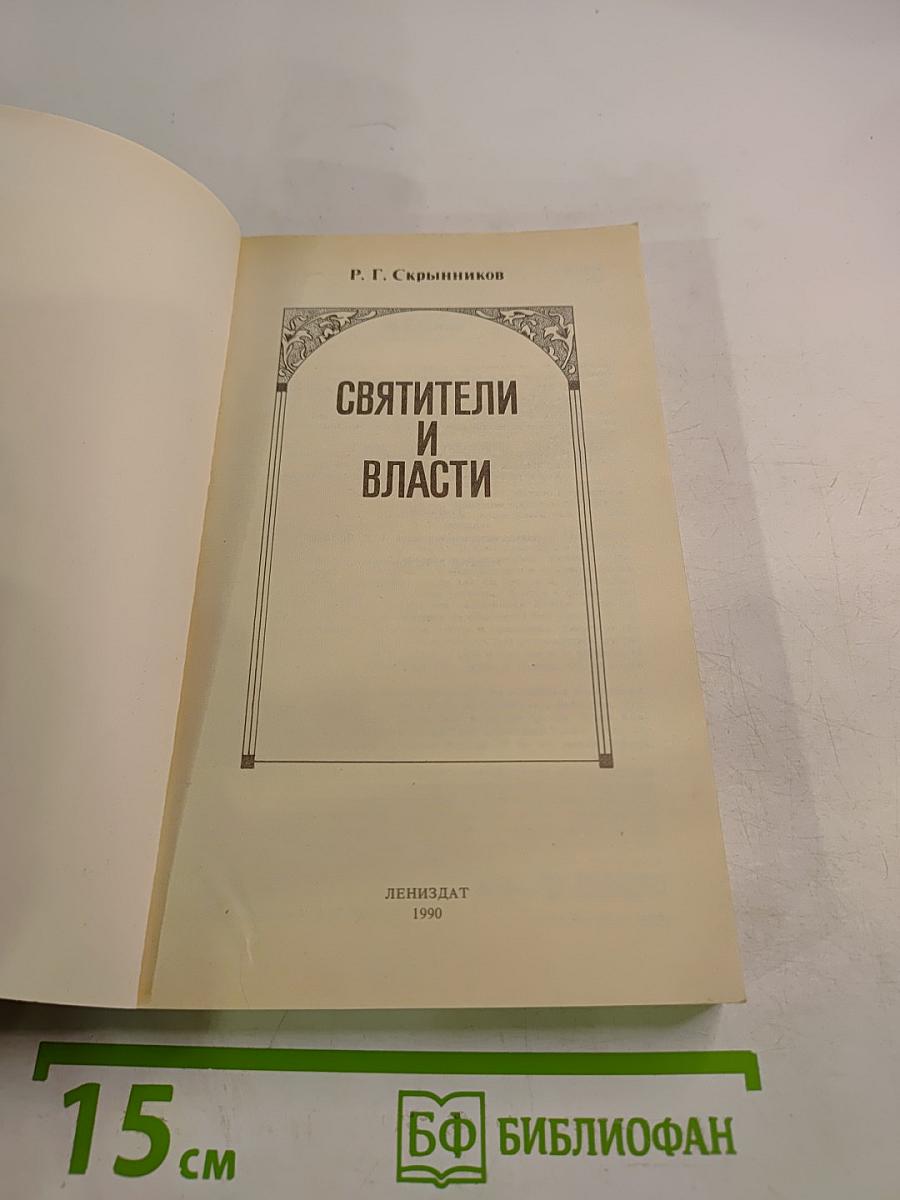 Р. Г. Скрынников
СВЯТИТЕЛИ
И
ВЛАСТИ
ЛЕНИЗДАТ
1990
15 см
БФ БИБЛИОФАН